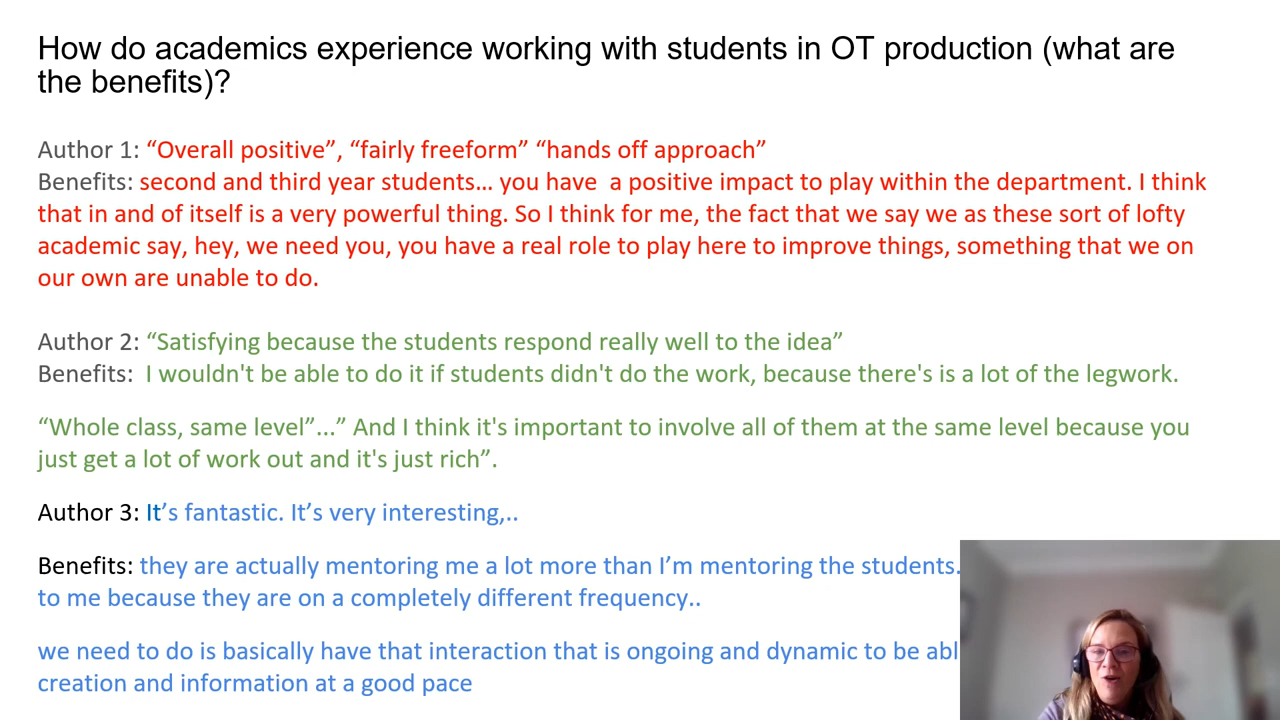 How do academics experience working with students in OT production (what are
the benefits)?
Author 1: “Overall positive”, “fairly freeform” “hands off approach”
Benefits: second and third year students... you have  a positive impact to play within the department. I think
that in and of itself is a very powerful thing. So I think for me, the fact that we say we as these sort of lofty
academic say, hey, we need you, you have a real role to play here to improve things, something that we on
our own are unable to do.
Author 2: “Satisfying because the students respond really well to the idea”
Benefits:  I wouldn't be able to do it if students didn't do the work, because there's is a lot of the legwork.
“Whole class, same level”...” And I think it's important to involve all of them at the same level because you
just get a lot of work out and it's just rich”.
Author 3: It’s fantastic. It’s very interesting,..
Benefits: they are actually mentoring me a lot more than I’m mentoring the students.
to me because they are on a completely different frequency..
we need to do is basically have that interaction that is ongoing and dynamic to be
creation and information at a good pace